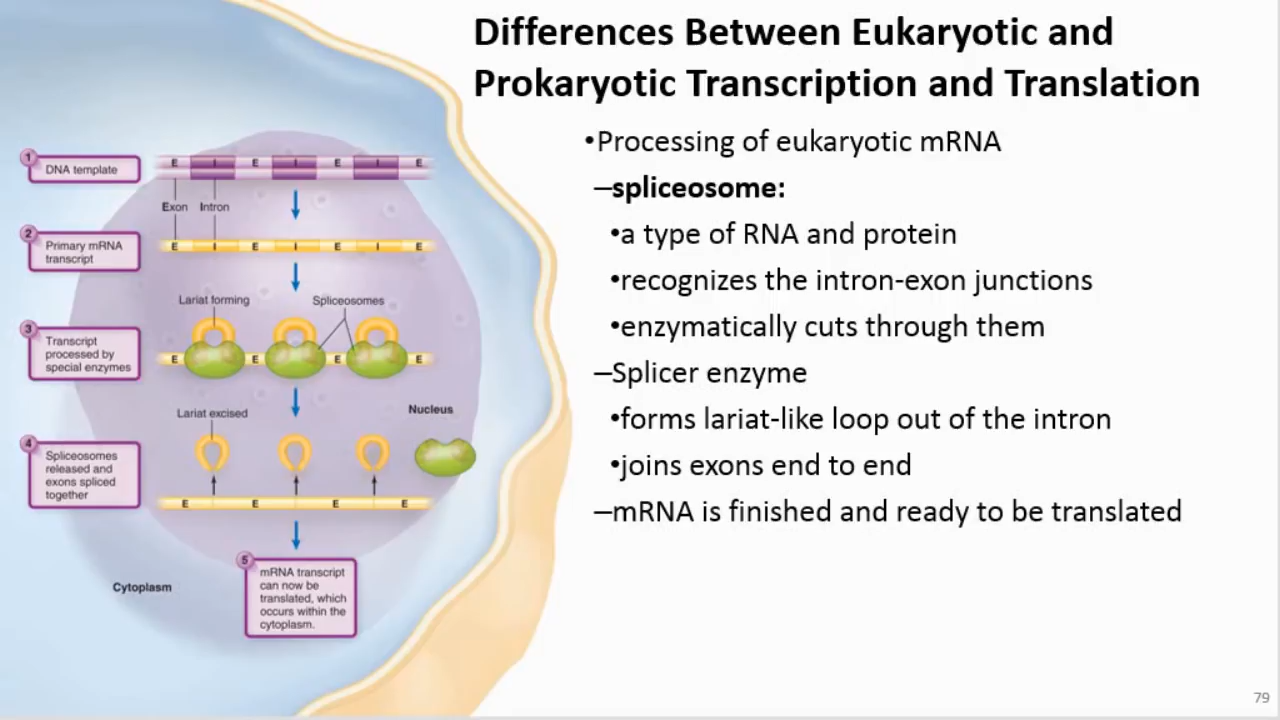 Differences Between Eukaryotic and
Prokaryotic Transcription and Translation
•Processing of eukaryotic mRNA
–spliceosome:
•a type of RNA and protein
•recognizes the intron-exon junctions
•enzymatically cuts through them
–Splicer enzyme
•forms lariat-like loop out of the intron
•joins exons end to end
–mRNA is finished and ready to be translated
1
DNA template
E I E I E I E
Exon Intron
2
Primary mRNA
transcript
E I E I E I E
Lariat forming Spliceosomes
3
Transcript
processed by
special enzymes
E E E E
Lariat excised
Nucleus
4
Spliceosomes
released and
exons spliced
together
E E E E
5
mRNA transcript
can now be
translated, which
occurs within the
cytoplasm.
Cytoplasm
79